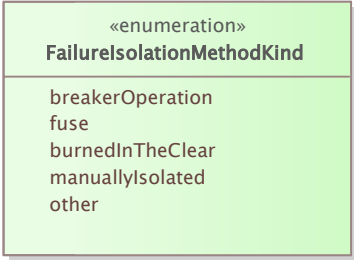 «enumeration»
FailureIsolationMethodKind
breakerOperation
fuse
burnedInTheClear
manuallyIsolated
other